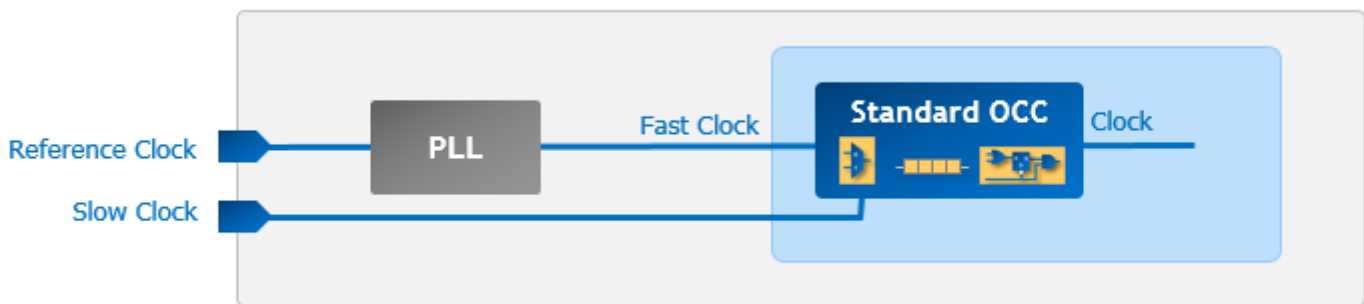 Reference Clock
Slow Clock
PLL
Fast Clock
Standard OCC
Clock